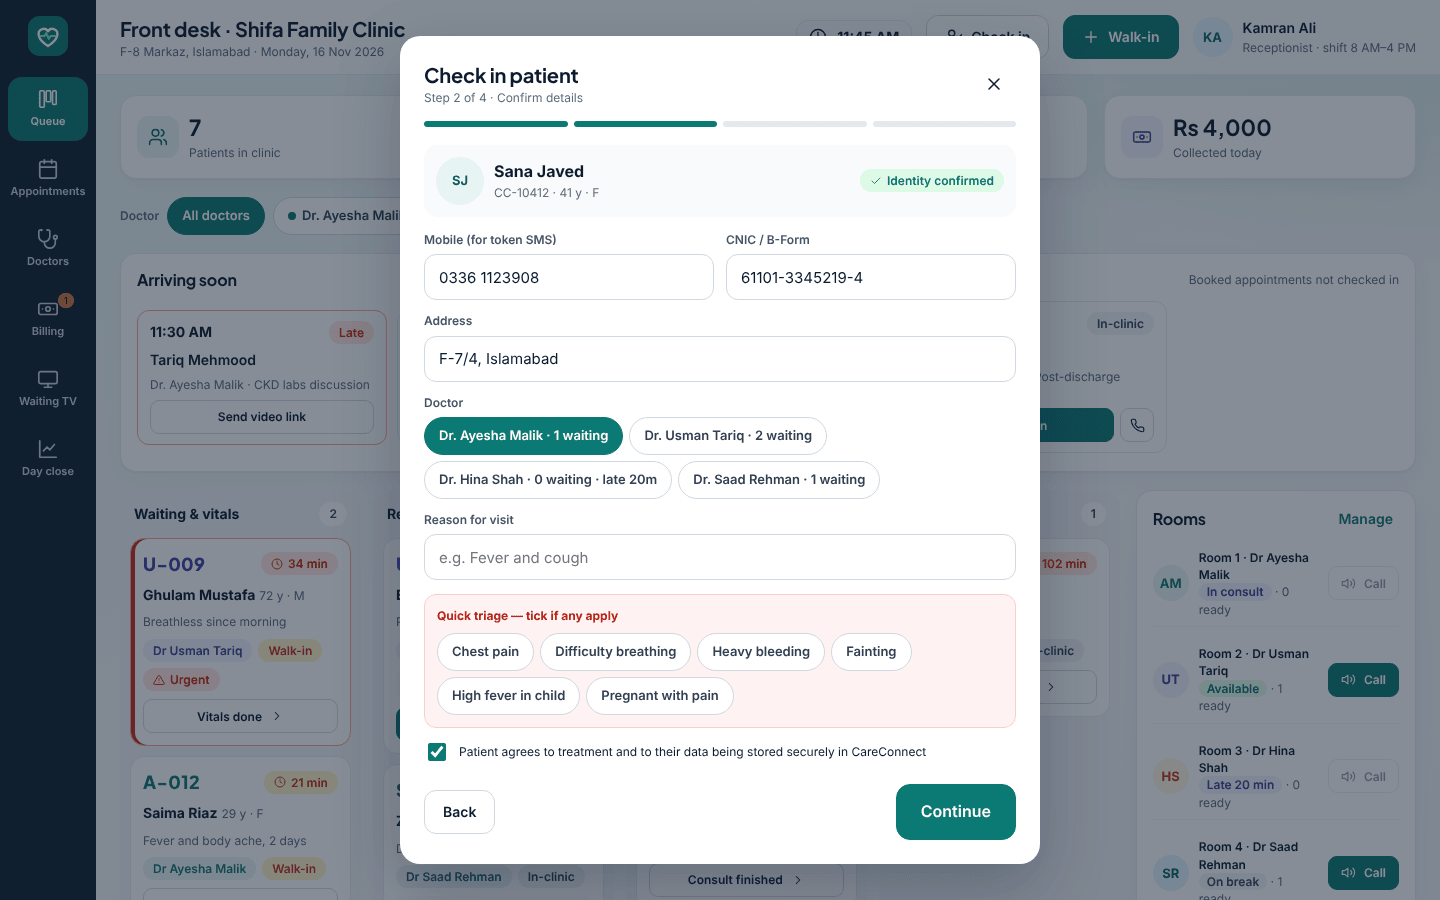 Front desk · Shifa Family Clinic
F-8 Markaz, Islamabad · Monday, 16 Nov 2026
11:45 AM
Check in
Walk-in
KA
Kamran Ali
Receptionist · shift 8 AM–4 PM
Queue
Appointments
Doctors
1
Billing
Waiting TV
Day close
7
Patients in clinic
Rs 4,000
Collected today
Doctor
All doctors
Dr. Ayesha Mali
Arriving soon
Booked appointments not checked in
11:30 AM
Late
Tariq Mehmood
Dr. Ayesha Malik · CKD labs discussion
Send video link
In-clinic
Post-discharge
Check in patient
Step 2 of 4 · Confirm details
SJ
Sana Javed
CC-10412 · 41 y · F
Identity confirmed
Mobile (for token SMS)
0336 1123908
CNIC / B-Form
61101-3345219-4
Address
F-7/4, Islamabad
Doctor
Dr. Ayesha Malik · 1 waiting
Dr. Usman Tariq · 2 waiting
Dr. Hina Shah · 0 waiting · late 20m
Dr. Saad Rehman · 1 waiting
Reason for visit
e.g. Fever and cough
Quick triage — tick if any apply
Chest pain
Difficulty breathing
Heavy bleeding
Fainting
High fever in child
Pregnant with pain
Patient agrees to treatment and to their data being stored securely in CareConnect
Back
Continue
Waiting & vitals
2
U-009
34 min
Ghulam Mustafa 72 y · M
Breathless since morning
Dr Usman Tariq
Walk-in
Urgent
Vitals done
A-012
21 min
Saima Riaz 29 y · F
Fever and body ache, 2 days
Dr Ayesha Malik
Walk-in
Dr Saad Rehman
In-clinic
Consult finished
1
102 min
-clinic
Rooms
Manage
AM
Room 1 · Dr Ayesha
Malik
In consult · 0
ready
Call
UT
Room 2 · Dr Usman
Tariq
Available · 1
ready
Call
HS
Room 3 · Dr Hina
Shah
Late 20 min · 0
ready
Call
SR
Room 4 · Dr Saad
Rehman
On break · 1
ready
Call